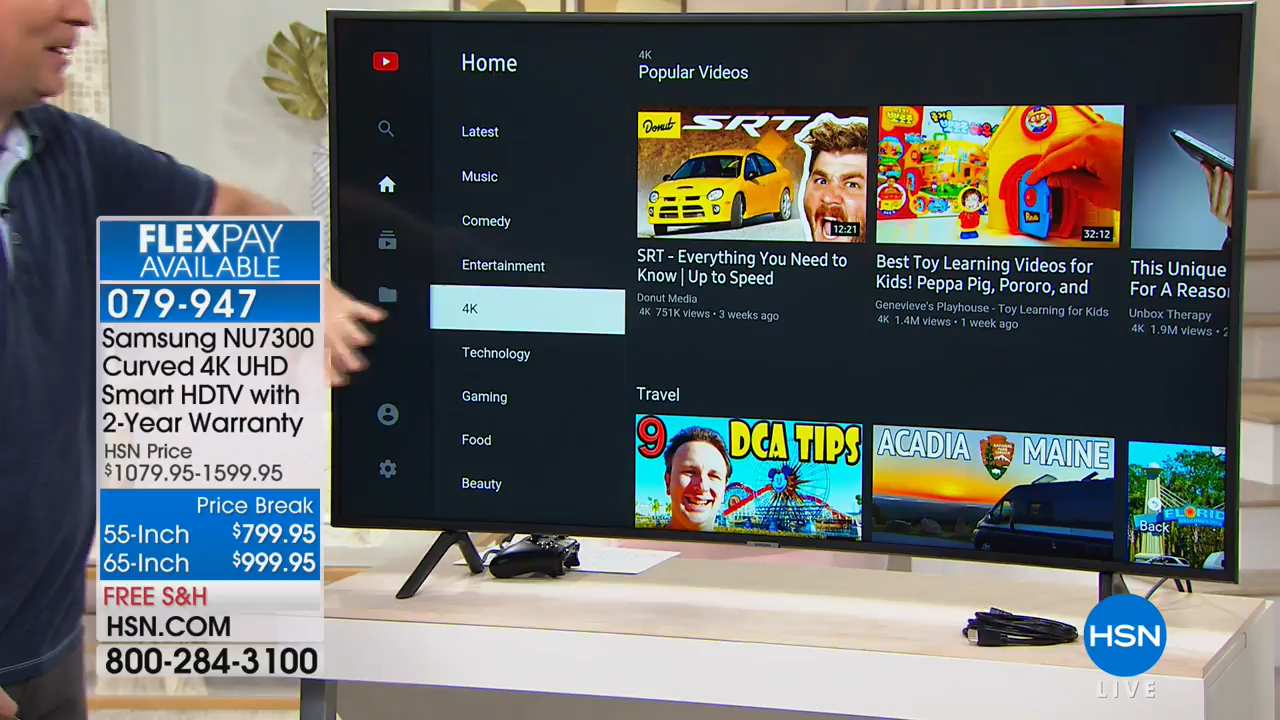 FLEXPAY
AVAILABLE
079-947
Samsung NU7300
Curved 4K UHD
Smart HDTV with
2-Year Warranty
HSN Price
$1079.95-1599.95
Price Break
55-Inch $799.95
65-Inch $999.95
FREE S&H
HSN.COM
800-284-3100
Home
Latest
Music
Comedy
Entertainment
4K
Technology
Gaming
Food
Beauty
4K
Popular Videos
Donut
SRT
12:21
SRT - Everything You Need to
Know | Up to Speed
Donut Media
4K 751K views • 3 weeks ago
32:12
Best Toy Learning Videos for
Kids! Peppa Pig, Pororo, and
Genevieve's Playhouse - Toy Learning for Kids
4K 1.4M views • 1 week ago
This Unique
For A Reason
Unbox Therapy
4K 1.9M views • 2
Travel
9 DCA TIPS
ACADIA MAINE
FLORID
Back
HSN
LIVE